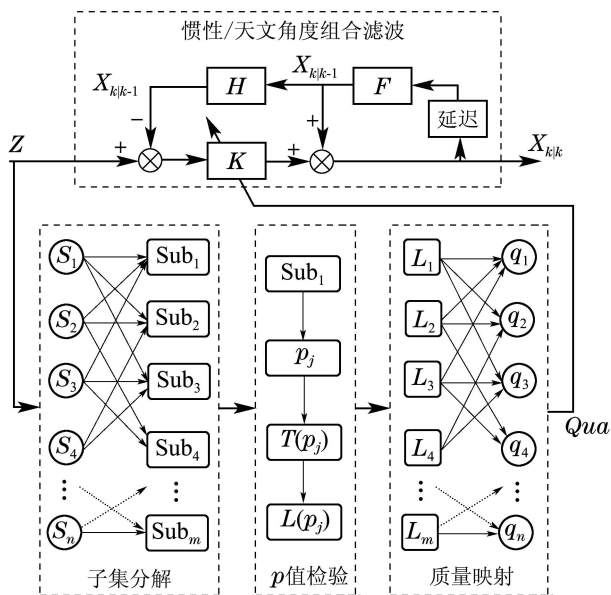 惯性/天文角度组合滤波
X_{k|k-1}
H
X_{k|k-1}
F
延迟
−
+
+
+
Z
K
X_{k|k}
S_1
Sub_1
S_2
Sub_2
S_3
Sub_3
S_4
Sub_4
⋮
⋮
S_n
Sub_m
子集分解
Sub_1
p_j
T(p_j)
L(p_j)
p值检验
L_1
q_1
L_2
q_2
L_3
q_3
L_4
q_4
⋮
⋮
L_m
q_n
质量映射
Qua